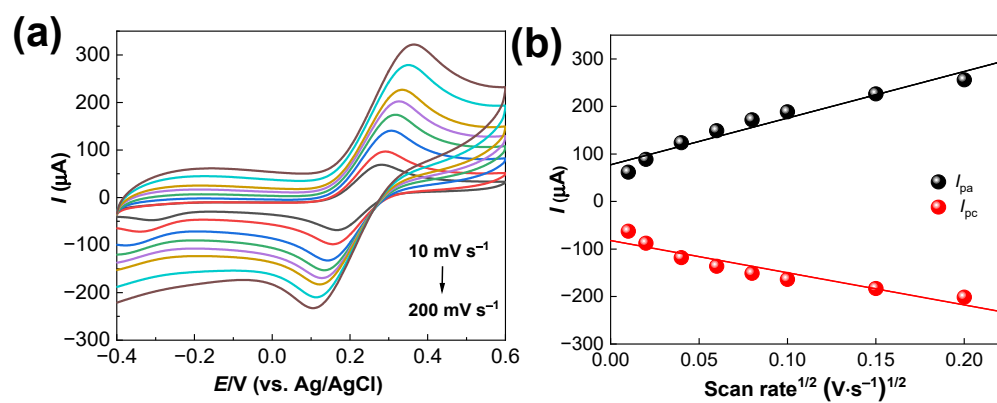 (a)
300
200
100
0
−100
−200
−300
I (μA)
−0.4
−0.2
0.0
0.2
0.4
0.6
E/V (vs. Ag/AgCl)
10 mV s⁻¹
200 mV s⁻¹
(b)
300
200
100
0
−100
−200
−300
I (μA)
0.00
0.05
0.10
0.15
0.20
Scan rate¹/² (V·s⁻¹)¹/²
Ipa
Ipc